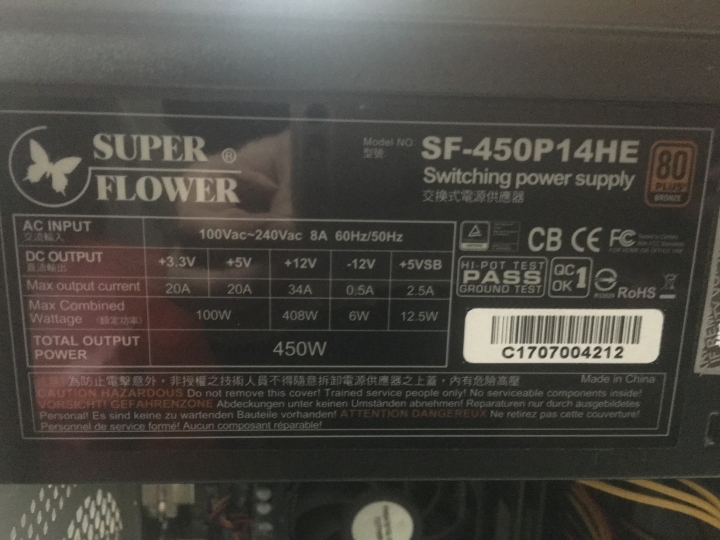 SUPER FLOWER ®
Model NO
型號:
SF-450P14HE
Switching power supply
交換式電源供應器
80
PLUS
BRONZE
AC INPUT
交流輸入
100Vac~240Vac 8A 60Hz/50Hz
DC OUTPUT
直流輸出
+3.3V +5V +12V -12V +5VSB
Max output current 20A 20A 34A 0.5A 2.5A
Max Combined
Wattage (額定功率)
100W 408W 6W 12.5W
TOTAL OUTPUT
POWER
450W
CB CE FC
HI-POT TEST
PASS
GROUND TEST
QC
OK 1
RoHS
C1707004212
為防止電擊意外,非授權之技術人員不得隨意拆卸電源供應器之上蓋,內有危險高壓
Made in China
CAUTION HAZARDOUS Do not remove this cover! Trained service people only! No serviceable components inside!
VORSICHT! GEFAHRENZONE Abdeckungen unter keinen Umständen abnehmen! Reparaturen nur durch ausgebildetes
Personal! Es sind keine zu wartenden Bauteile vorhanden! ATTENTION DANGEREUX Ne retirez pas cette couverture!
Personnel de service formé! Aucun composant réparable!